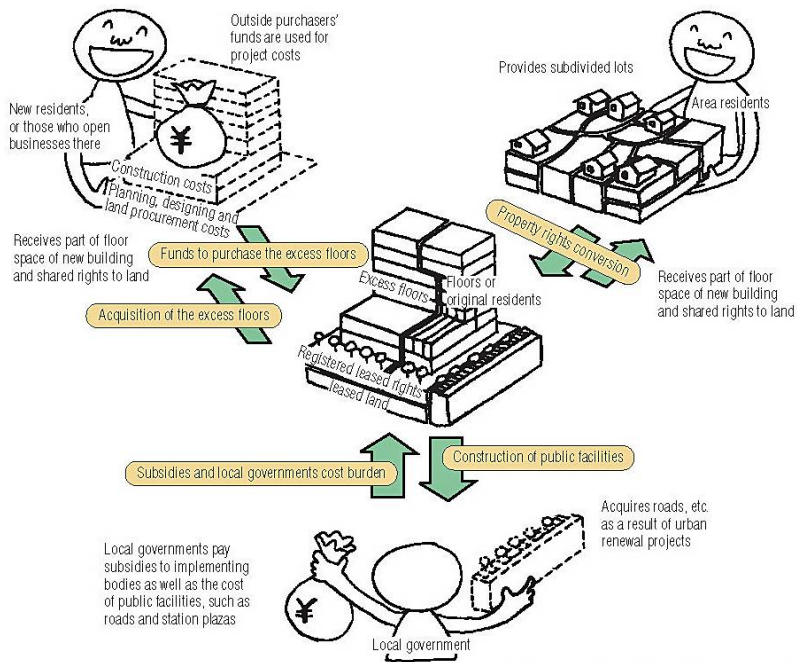 Outside purchasers'
funds are used for
project costs
New residents,
or those who open
businesses there
¥
Construction costs
Planning, designing and
land procurement costs
Receives part of floor
space of new building
and shared rights to land
Funds to purchase the excess floors
Acquisition of the excess floors
Provides subdivided lots
Area residents
Property rights
conversion
Receives part of floor
space of new building
and shared rights to land
Excess floors
Floors or
original residents
Registered leased rights
leased land
Subsidies and local governments cost burden
Construction of public facilities
Acquires roads, etc.
as a result of urban
renewal projects
Local governments pay
subsidies to implementing
bodies as well as the cost
of public facilities, such as
roads and station plazas
¥
Local government